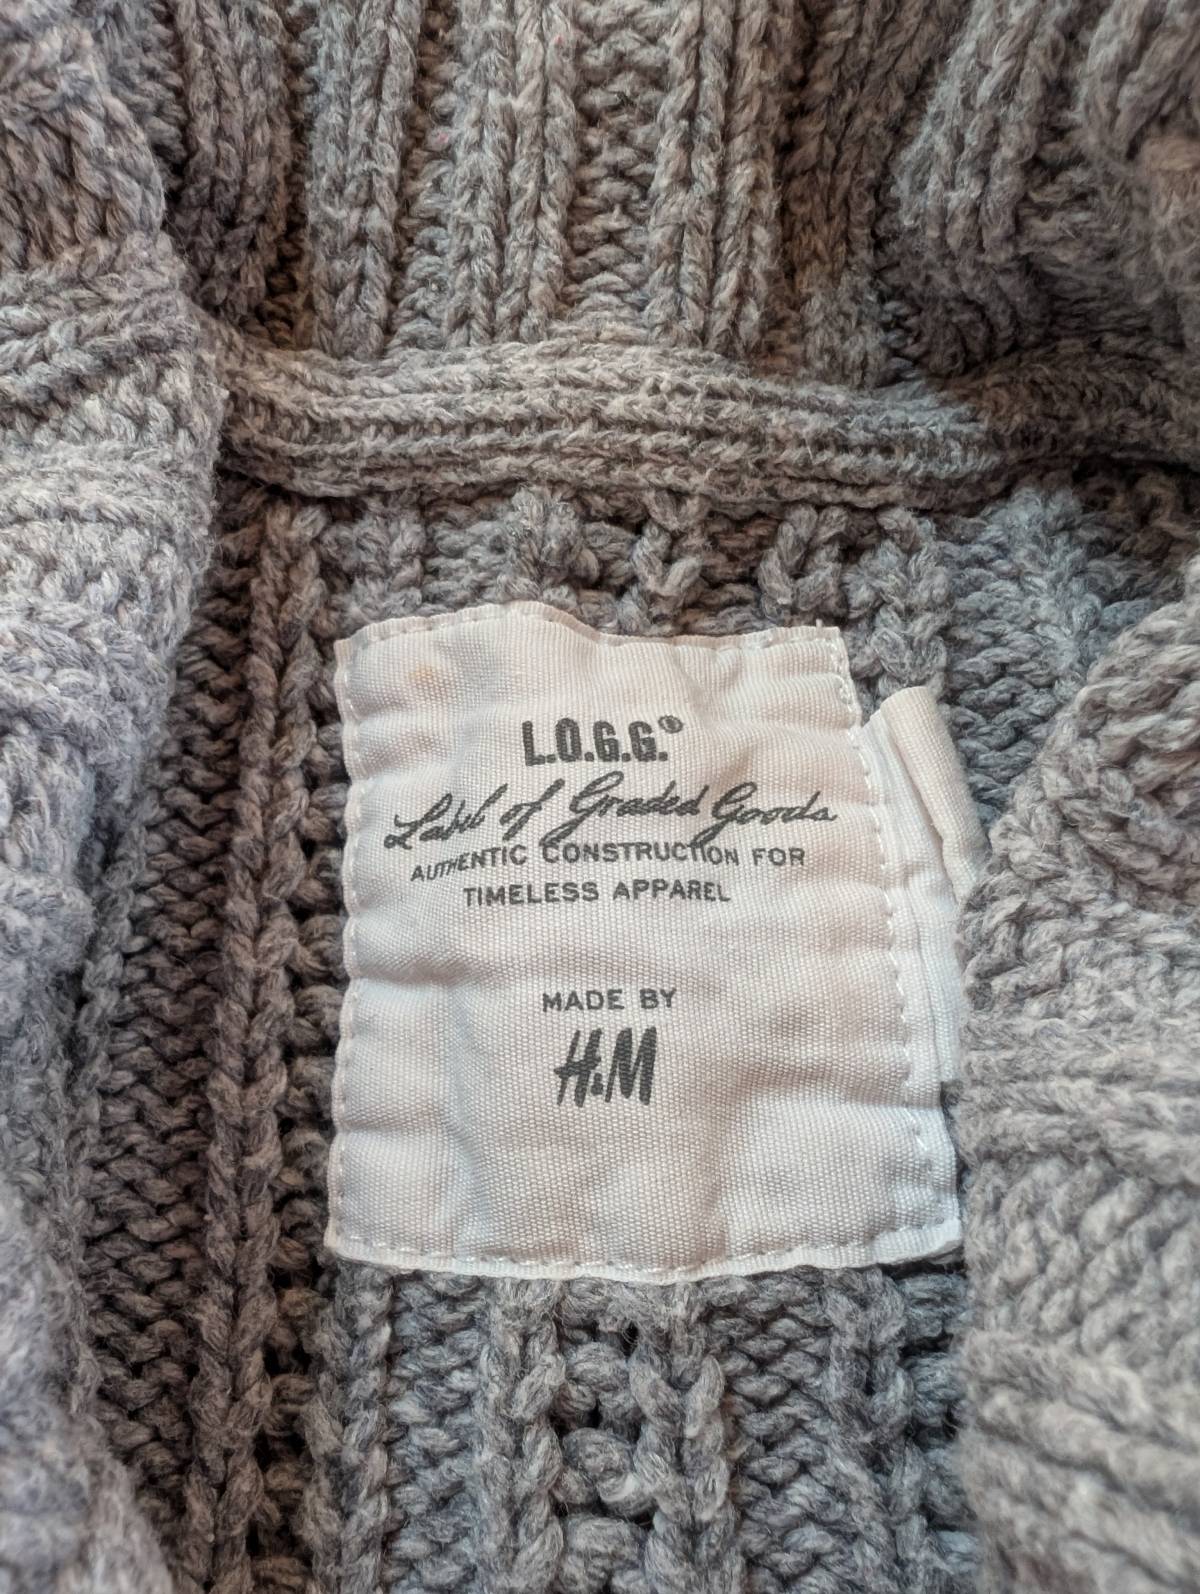 L.O.G.G.®
Label of Graded Goods
AUTHENTIC CONSTRUCTION FOR
TIMELESS APPAREL
MADE BY
H&M